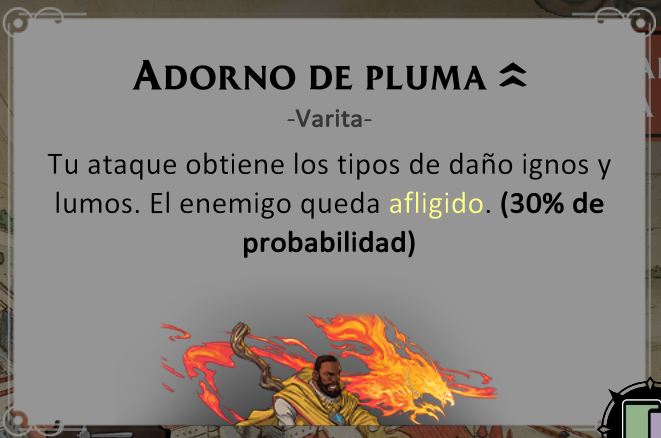 ADORNO DE PLUMA
-Varita-
Tu ataque obtiene los tipos de daño ignos y
lumos. El enemigo queda afligido. (30% de
probabilidad)